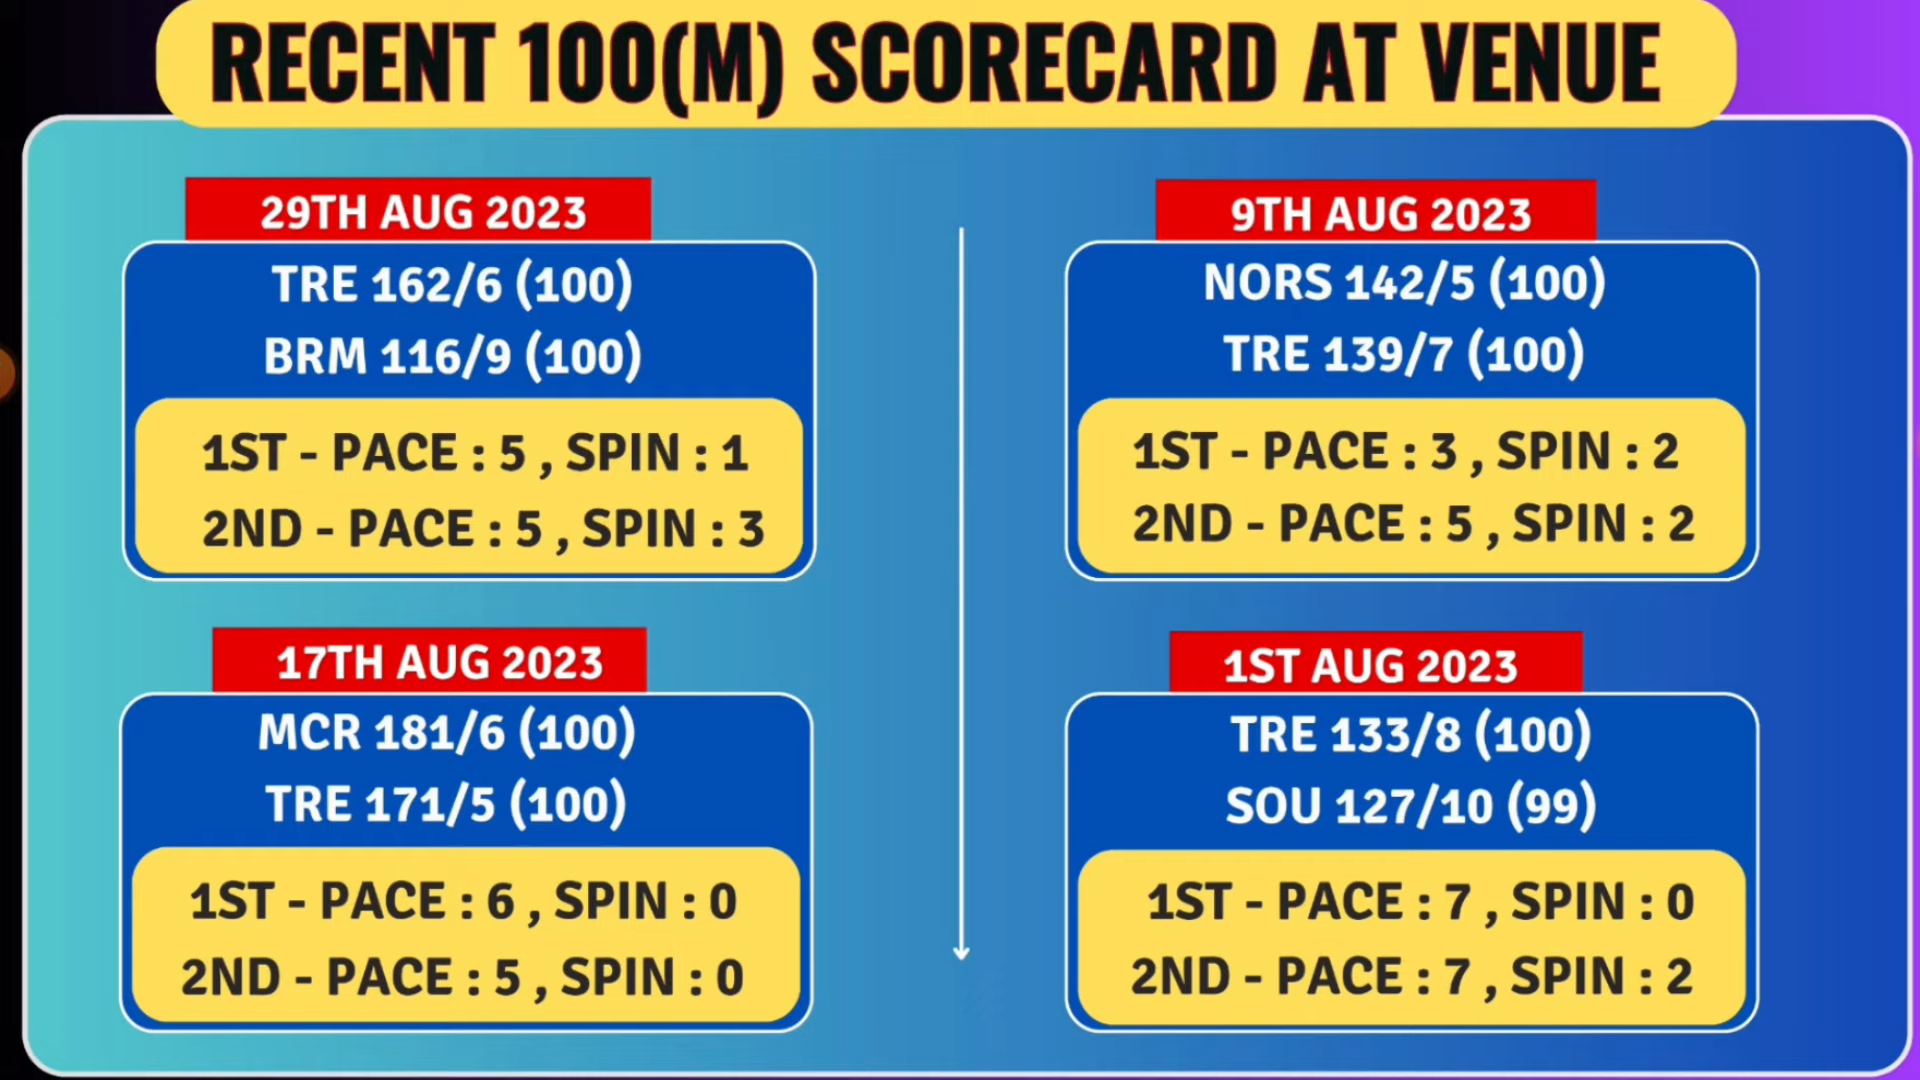 RECENT 100(M) SCORECARD AT VENUE
29TH AUG 2023
TRE 162/6 (100)
BRM 116/9 (100)
1ST - PACE : 5 , SPIN : 1
2ND - PACE : 5 , SPIN : 3
17TH AUG 2023
MCR 181/6 (100)
TRE 171/5 (100)
1ST - PACE : 6 , SPIN : 0
2ND - PACE : 5 , SPIN : 0
9TH AUG 2023
NORS 142/5 (100)
TRE 139/7 (100)
1ST - PACE : 3 , SPIN : 2
2ND - PACE : 5 , SPIN : 2
1ST AUG 2023
TRE 133/8 (100)
SOU 127/10 (99)
1ST - PACE : 7 , SPIN : 0
2ND - PACE : 7 , SPIN : 2